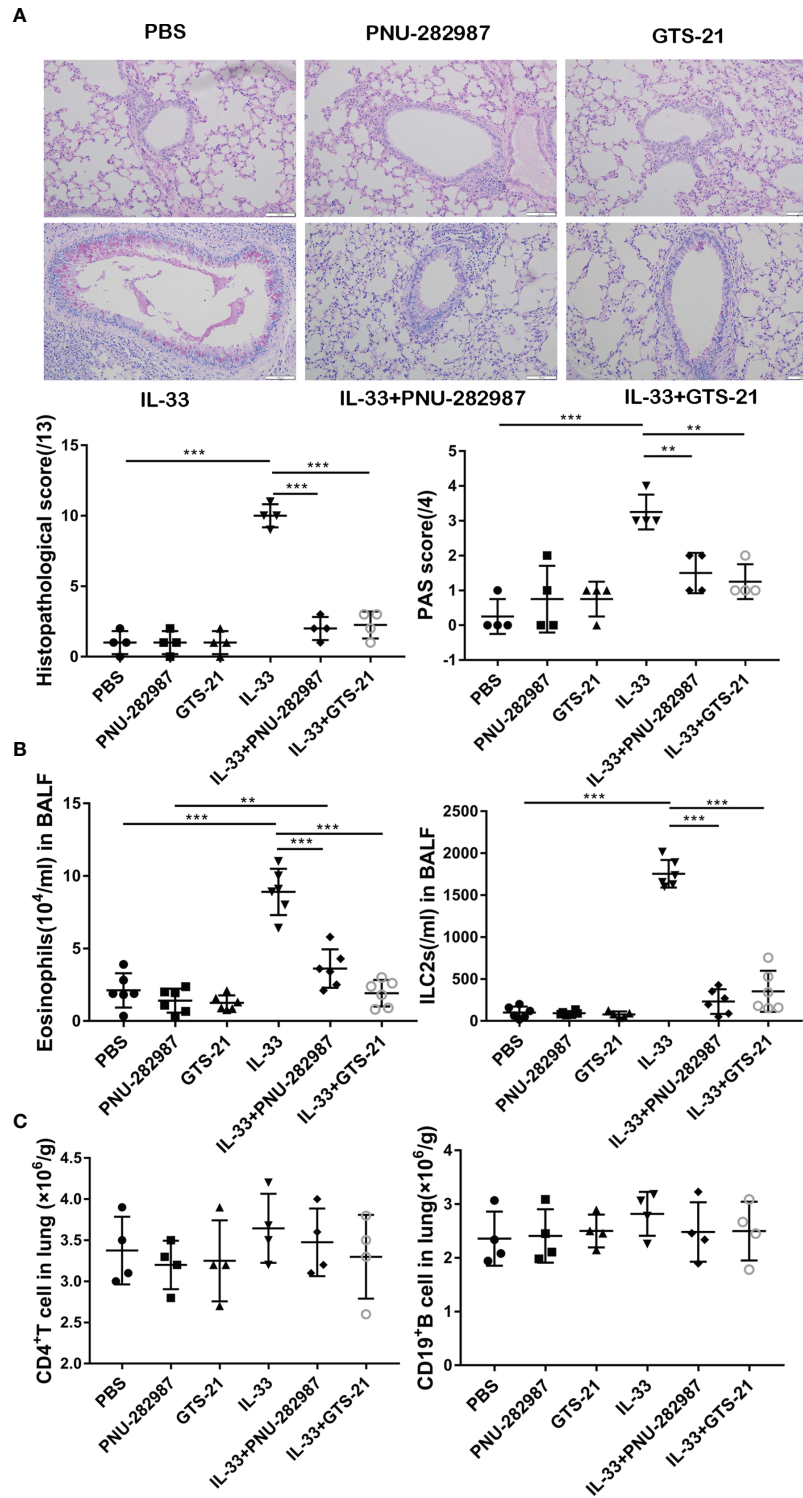 A
PBS
PNU-282987
GTS-21
IL-33
IL-33+PNU-282987
IL-33+GTS-21
Histopathological score(/13)
15
10
5
0
***
***
***
PBS
PNU-282987
GTS-21
IL-33
IL-33+PNU-282987
IL-33+GTS-21
PAS score(/4)
5
4
3
2
1
0
-1
***
**
**
PBS
PNU-282987
GTS-21
IL-33
IL-33+PNU-282987
IL-33+GTS-21
B
Eosinophils(10⁴/ml) in BALF
15
10
5
0
**
***
***
***
PBS
PNU-282987
GTS-21
IL-33
IL-33+PNU-282987
IL-33+GTS-21
ILC2s(/ml) in BALF
2500
2000
1500
1000
500
0
***
***
***
PBS
PNU-282987
GTS-21
IL-33
IL-33+PNU-282987
IL-33+GTS-21
C
CD4⁺T cell in lung (×10⁶/g)
4.5
4.0
3.5
3.0
2.5
2.0
PBS
PNU-282987
GTS-21
IL-33
IL-33+PNU-282987
IL-33+GTS-21
CD19⁺B cell in lung(×10⁶/g)
4
3
2
1
0
PBS
PNU-282987
GTS-21
IL-33
IL-33+PNU-282987
IL-33+GTS-21